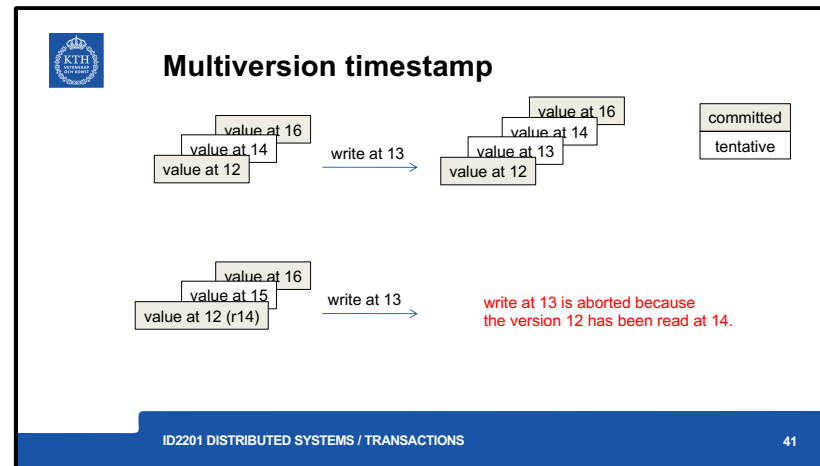 KTH
VETENSKAP
OCH KONST
Multiversion timestamp
value at 16
value at 14
value at 12
write at 13
value at 16
value at 14
value at 13
value at 12
committed
tentative
value at 16
value at 15
value at 12 (r14)
write at 13
write at 13 is aborted because
the version 12 has been read at 14.
ID2201 DISTRIBUTED SYSTEMS / TRANSACTIONS
41